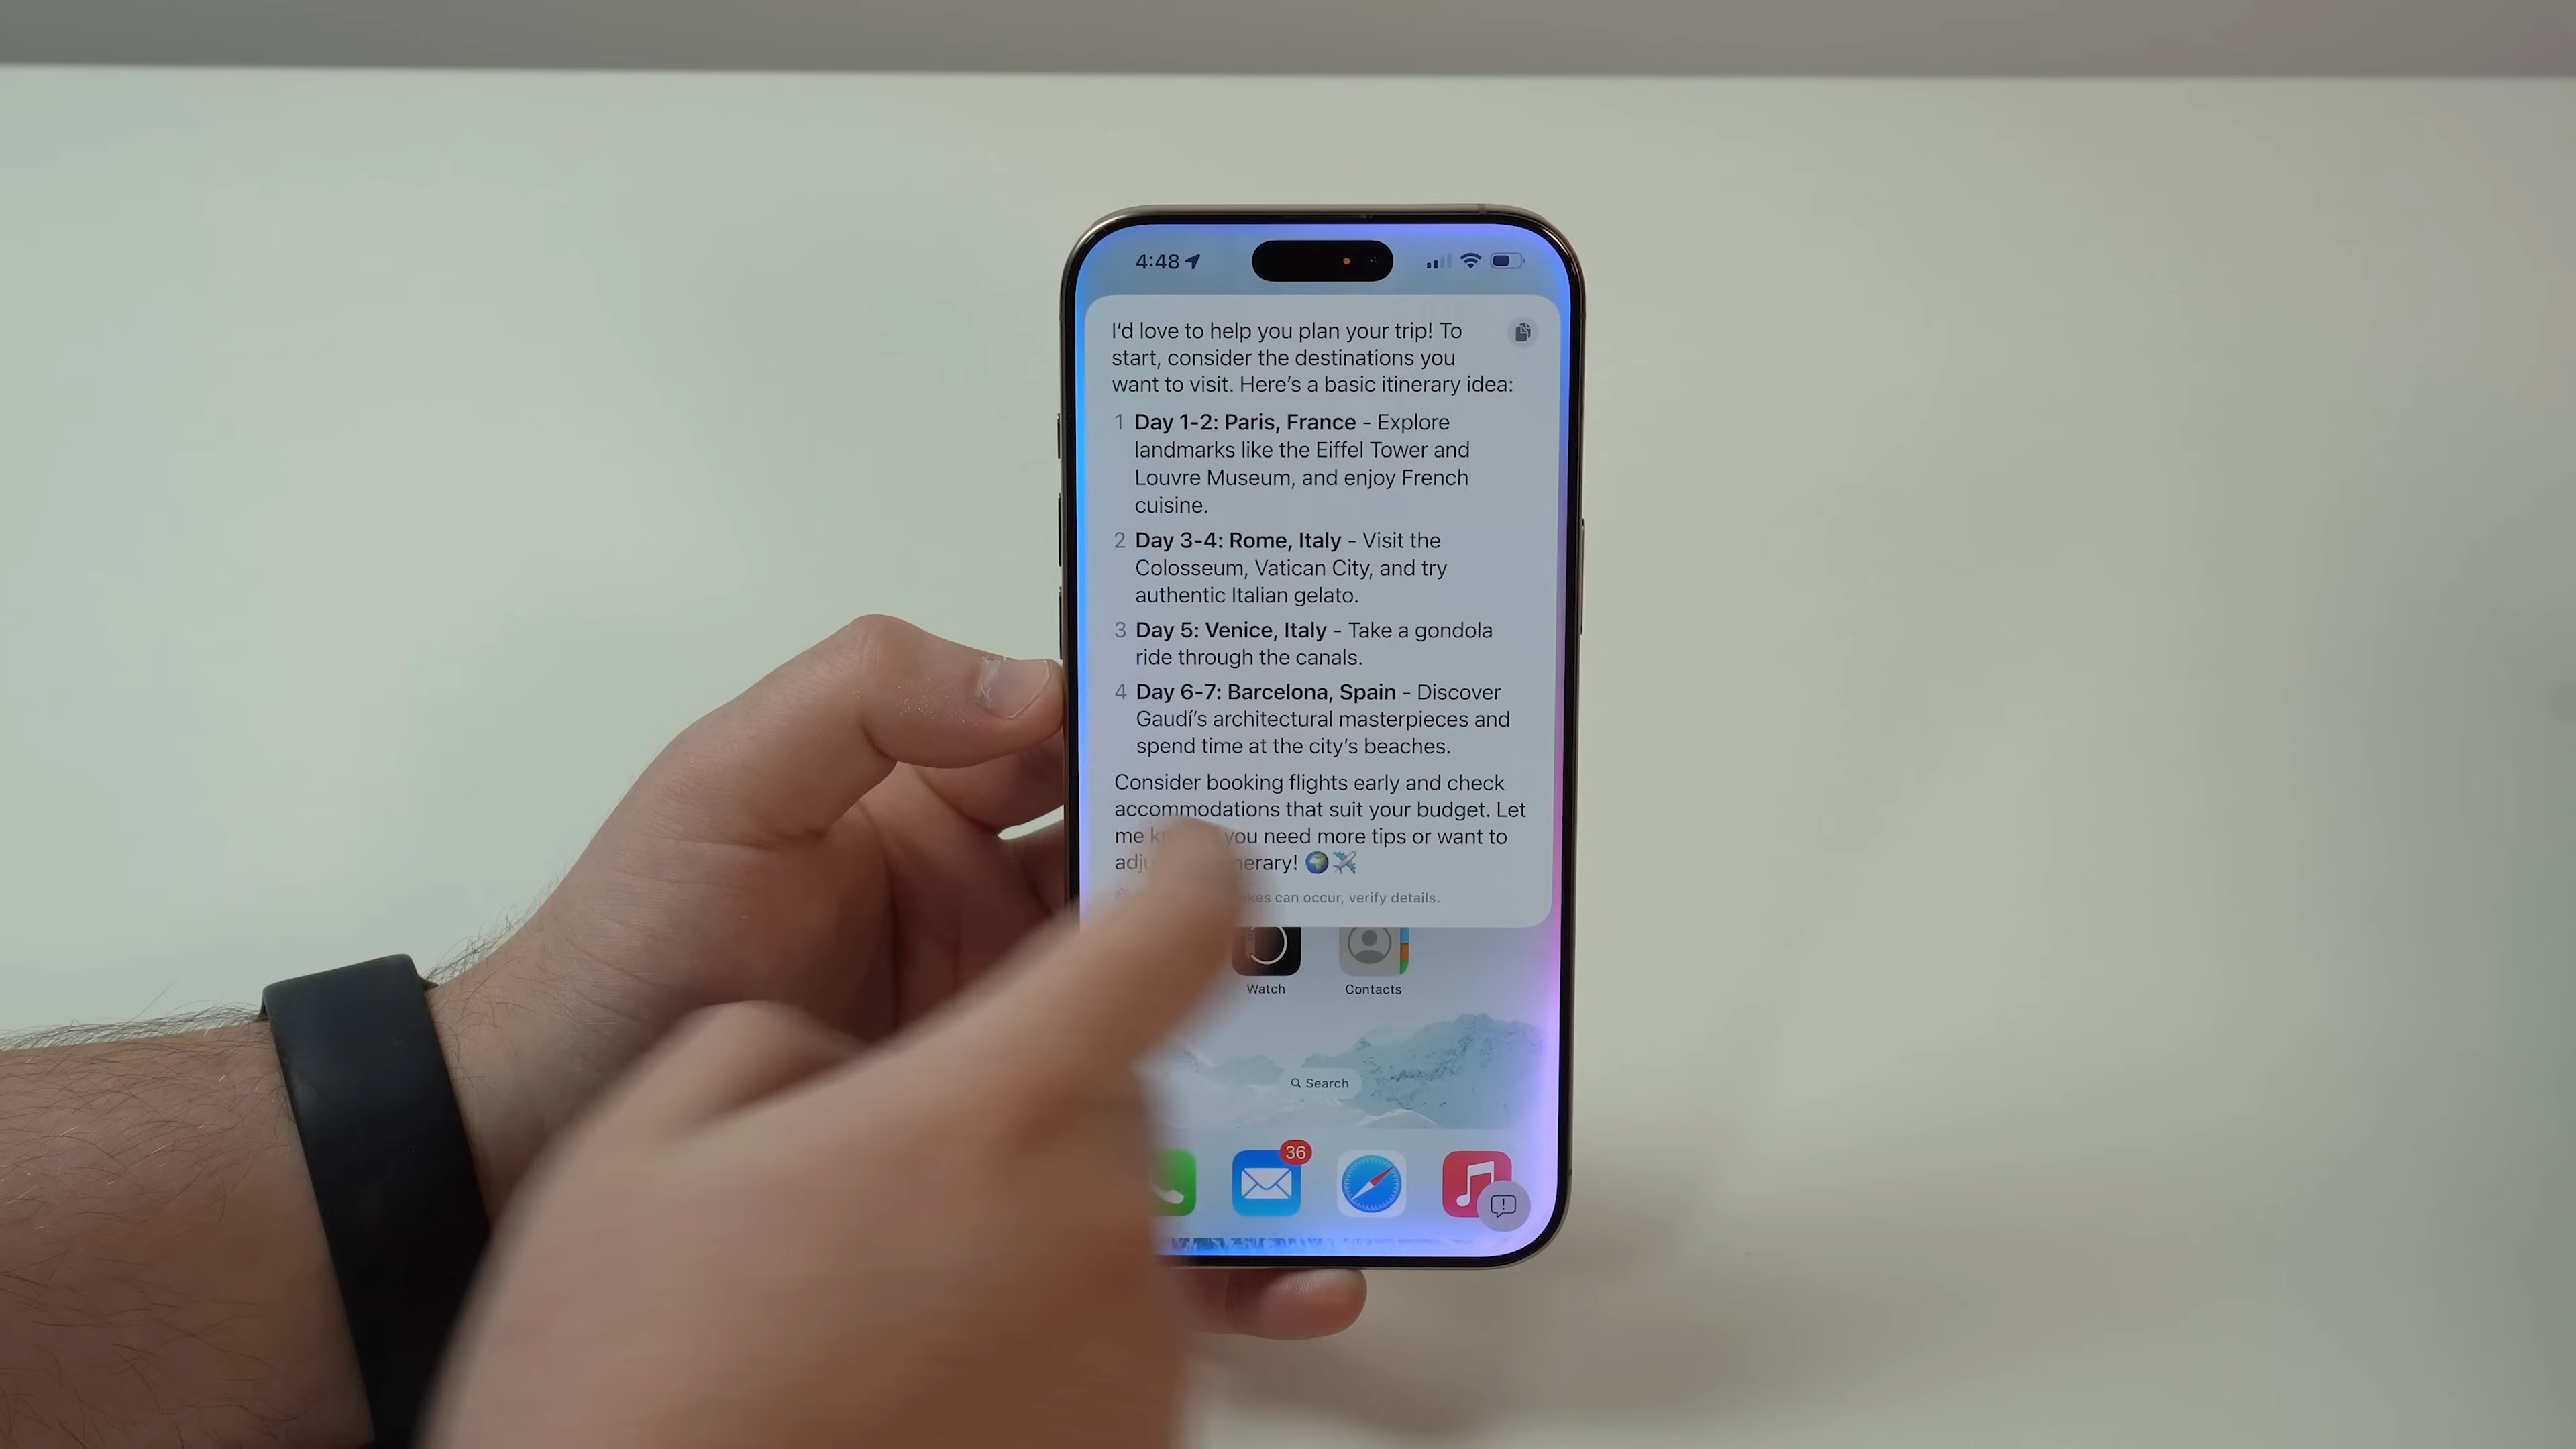 4:48
I'd love to help you plan your trip! To
start, consider the destinations you
want to visit. Here's a basic itinerary idea:
1 Day 1-2: Paris, France - Explore
landmarks like the Eiffel Tower and
Louvre Museum, and enjoy French
cuisine.
2 Day 3-4: Rome, Italy - Visit the
Colosseum, Vatican City, and try
authentic Italian gelato.
3 Day 5: Venice, Italy - Take a gondola
ride through the canals.
4 Day 6-7: Barcelona, Spain - Discover
Gaudí's architectural masterpieces and
spend time at the city's beaches.
Consider booking flights early and check
accommodations that suit your budget. Let
me you need more tips or want to
! 🌍✈️
can occur, verify details.
Watch Contacts
Search
36